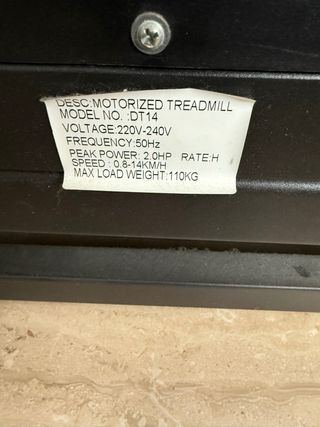 DESC:MOTORIZED TREADMILL
MODEL NO. :DT14
VOLTAGE:220V-240V
FREQUENCY:50Hz
PEAK POWER: 2.0HP RATE:H
SPEED : 0.8-14KM/H
MAX LOAD WEIGHT:110KG